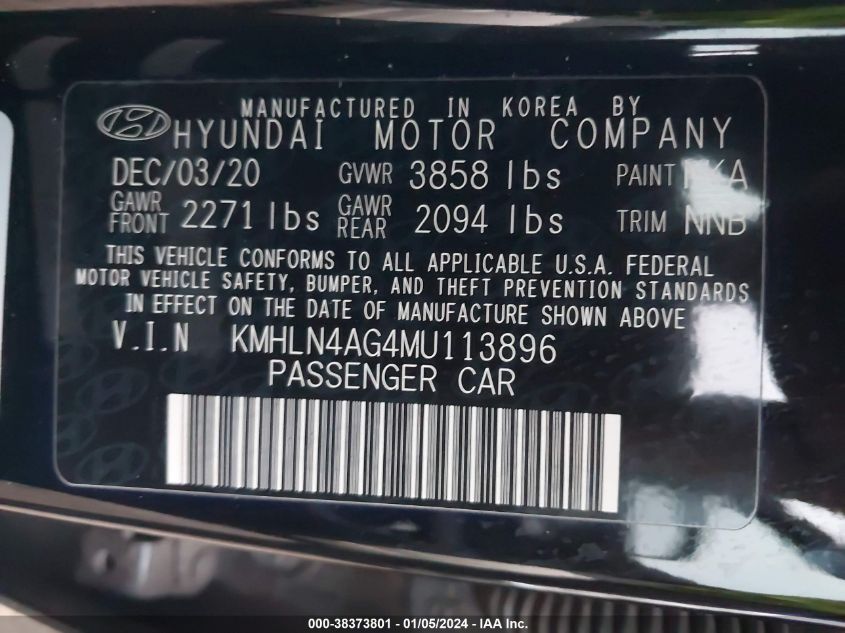 MANUFACTURED IN KOREA BY
HYUNDAI MOTOR COMPANY
DEC/03/20 GVWR 3858 lbs PAINT
GAWR FRONT 2271 lbs GAWR REAR 2094 lbs TRIM NNB
THIS VEHICLE CONFORMS TO ALL APPLICABLE U.S.A. FEDERAL
MOTOR VEHICLE SAFETY, BUMPER, AND THEFT PREVENTION STANDARDS
IN EFFECT ON THE DATE OF MANUFACTURE SHOWN ABOVE
V.I.N KMHLN4AG4MU113896
PASSENGER CAR
000-38373801 - 01/05/2024 - IAA Inc.